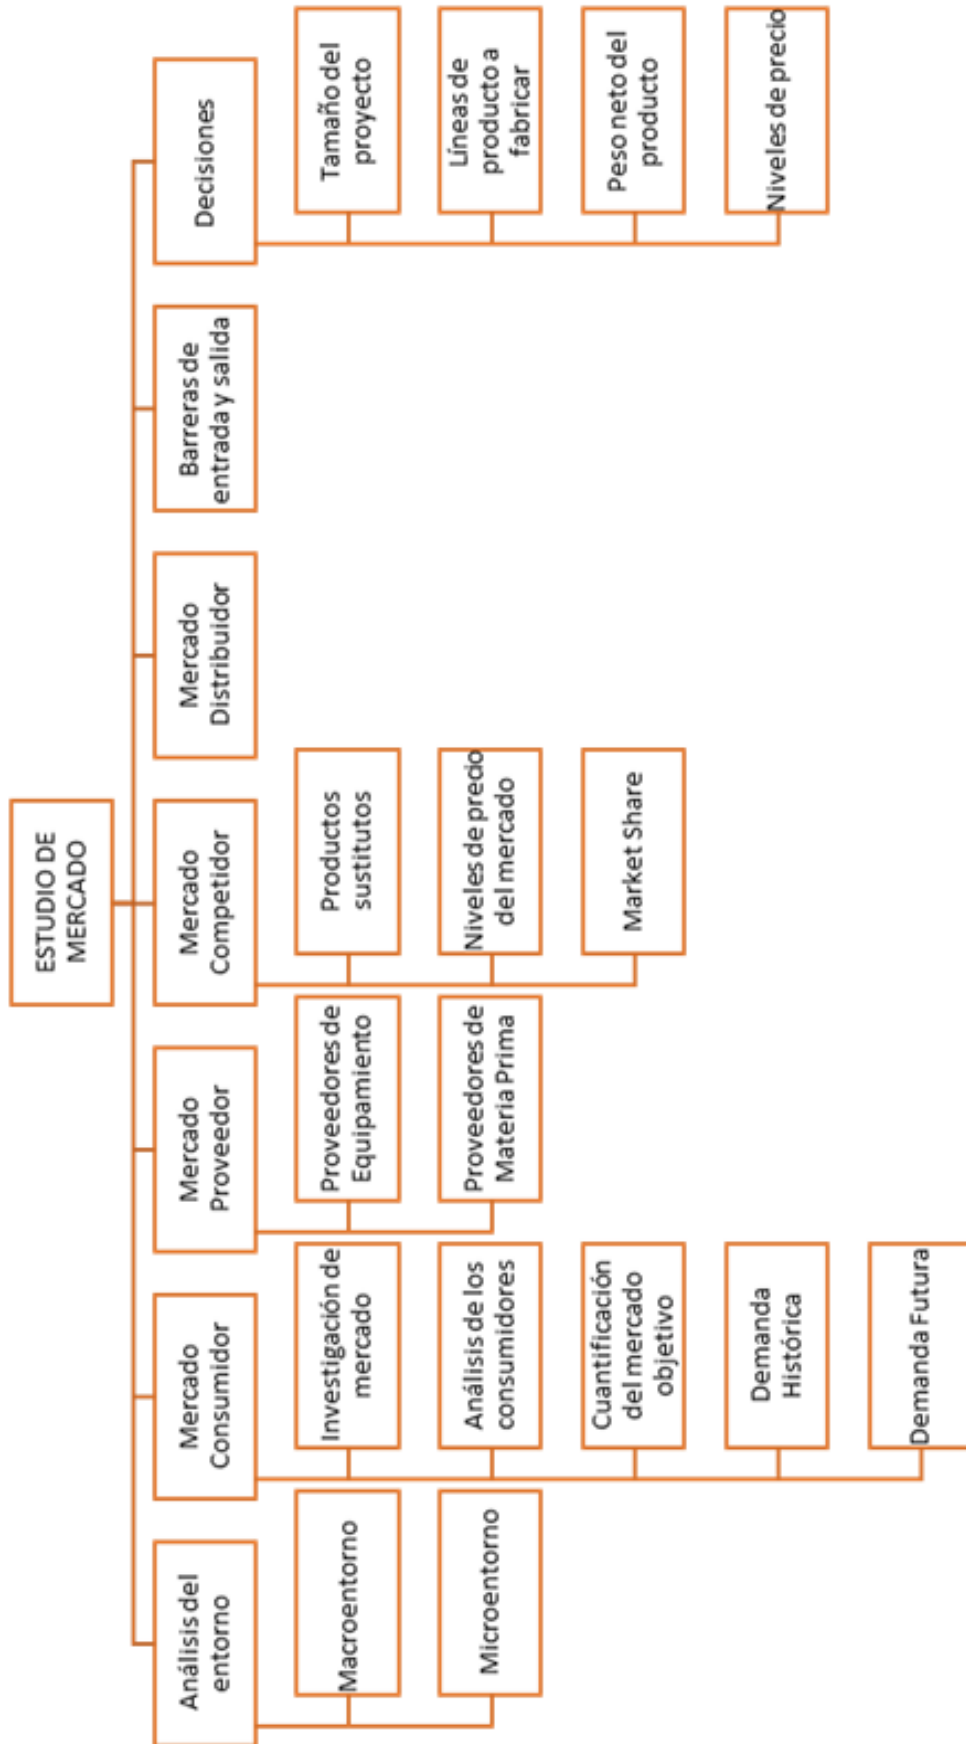 ESTUDIO DE
MERCADO
Análisis del
entorno
Macroentorno
Microentorno
Mercado
Consumidor
Investigación de
mercado
Análisis de los
consumidores
Cuantificación
del mercado
objetivo
Demanda
Histórica
Demanda Futura
Mercado
Proveedor
Proveedores de
Equipamiento
Proveedores de
Materia Prima
Mercado
Competidor
Productos
sustitutos
Niveles de precio
del mercado
Market Share
Mercado
Distribuidor
Barreras de
entrada y salida
Decisiones
Tamaño del
proyecto
Líneas de
producto a
fabricar
Peso neto del
producto
Niveles de precio